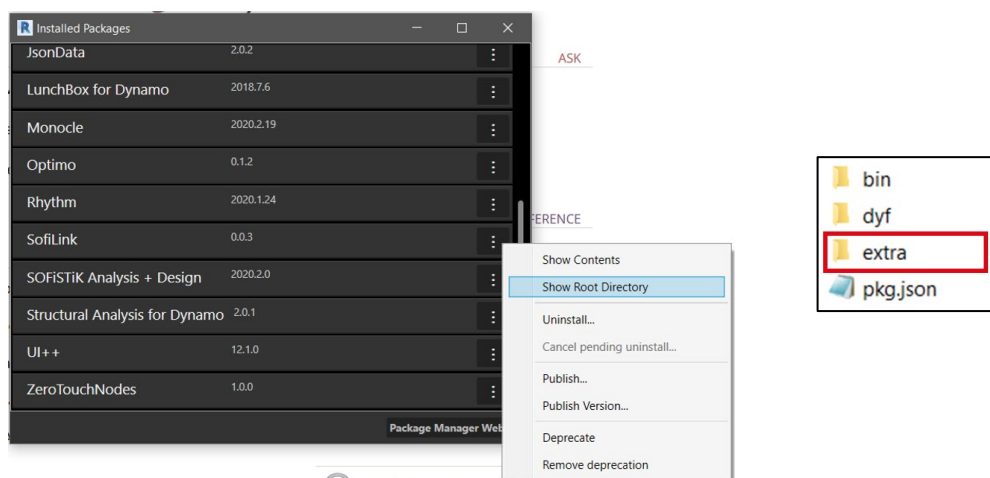 Installed Packages
JsonData 2.0.2
LunchBox for Dynamo 2018.7.6
Monocle 2020.2.19
Optimo 0.1.2
Rhythm 2020.1.24
SofiLink 0.0.3
SOFiSTiK Analysis + Design 2020.2.0
Structural Analysis for Dynamo 2.0.1
UI++ 12.1.0
ZeroTouchNodes 1.0.0
Package Manager Web
ASK
FERENCE
Show Contents
Show Root Directory
Uninstall...
Cancel pending uninstall...
Publish...
Publish Version...
Deprecate
Remove deprecation
bin
dyf
extra
pkg.json